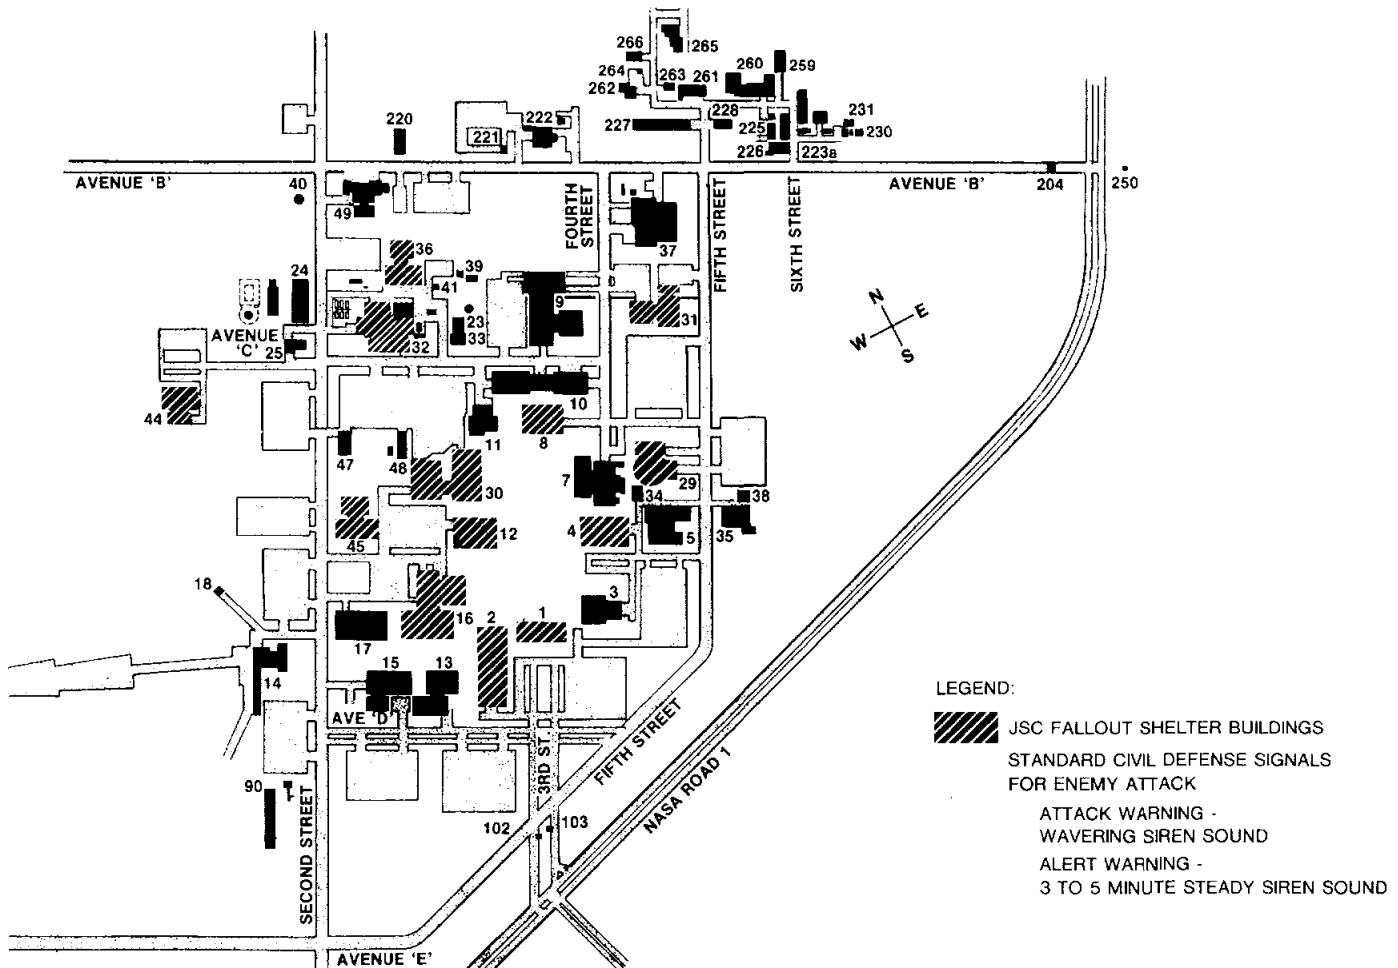 266
265
264
263
261
260
259
262
220
222
221
227
228
225
231
230
226
223a
AVENUE 'B'
40
49
FOURTH
STREET
FIFTH STREET
SIXTH STREET
AVENUE 'B'
204
250
36
37
24
39
41
9
23
33
32
31
N
E
W
S
AVENUE
'C'
25
10
44
11
8
47
48
7
29
30
34
38
45
12
4
5
35
18
3
16
2
1
17
15
13
14
AVE 'D'
3RD ST
FIFTH STREET
NASA ROAD 1
90
SECOND STREET
102
103
AVENUE 'E'
LEGEND:
JSC FALLOUT SHELTER BUILDINGS
STANDARD CIVIL DEFENSE SIGNALS
FOR ENEMY ATTACK
ATTACK WARNING -
WAVERING SIREN SOUND
ALERT WARNING -
3 TO 5 MINUTE STEADY SIREN SOUND